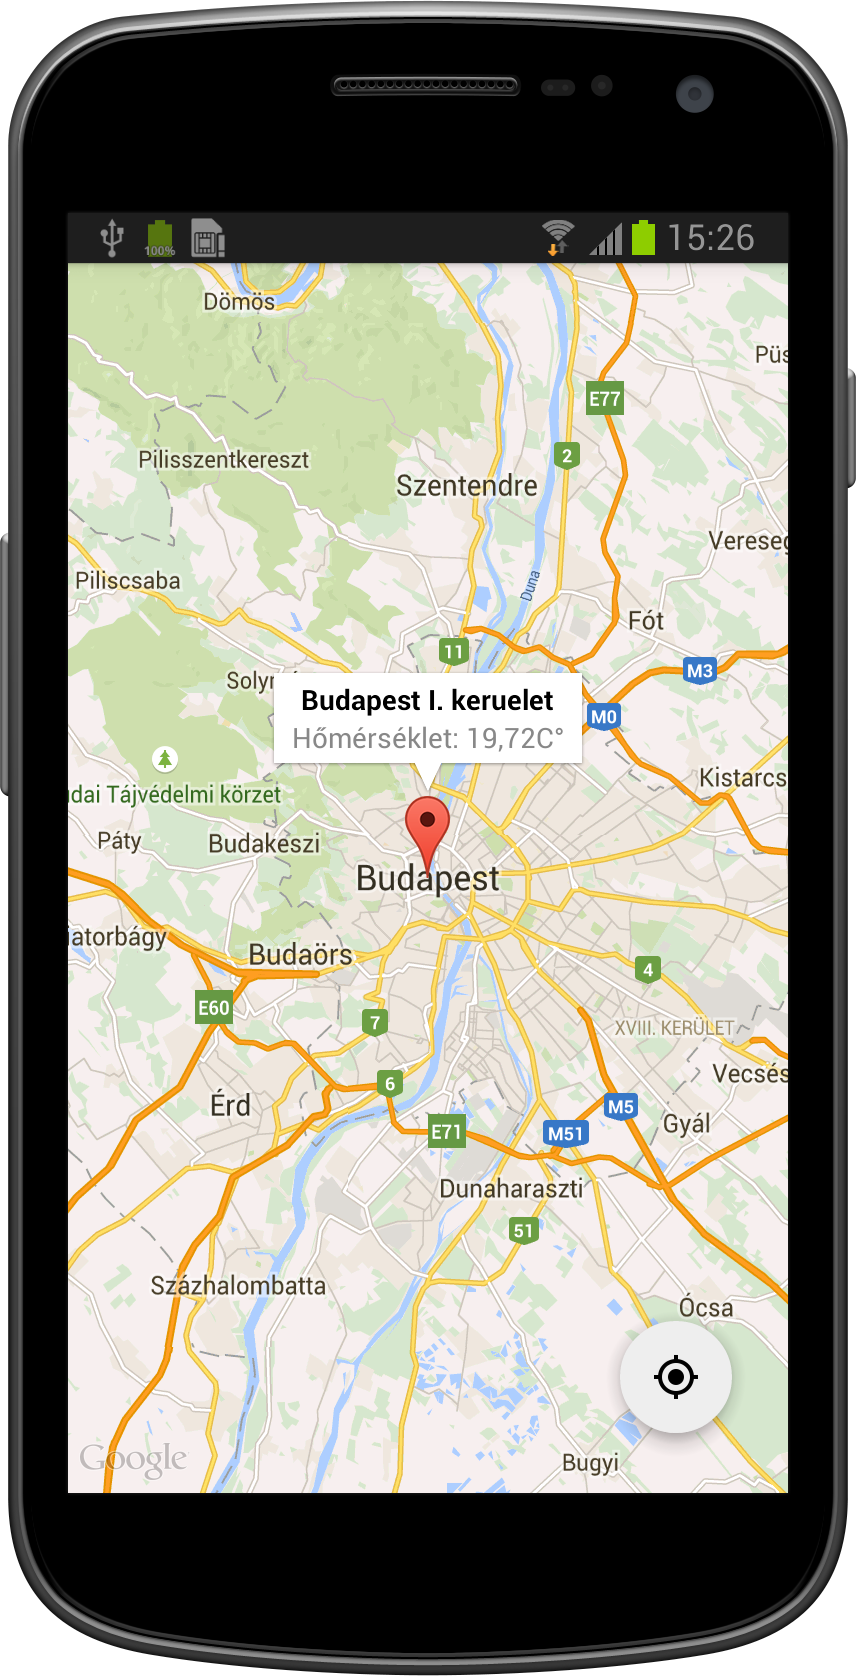 100%
15:26
Dömös
Püs
E77
2
Pilisszentkereszt
Szentendre
Vereseg
Piliscsaba
Duna
Fót
11
M3
Solym
Budapest I. keruelet
Hőmérséklet: 19,72C°
M0
Kistarcs
dai Tájvédelmi körzet
Páty
Budakeszi
Budapest
iatorbágy
Budaörs
4
E60
7
XVIII. KERÜLET
Vecsés
6
Érd
M5
E71
M51
Gyál
Dunaharaszti
51
Százhalombatta
Ócsa
Google
Bugyi